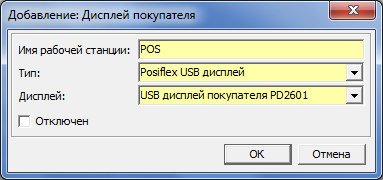 Добавление: Дисплей покупателя
Имя рабочей станции: POS
Тип: Posiflex USB дисплей
Дисплей: USB дисплей покупателя PD2601
Отключен
OK Отмена